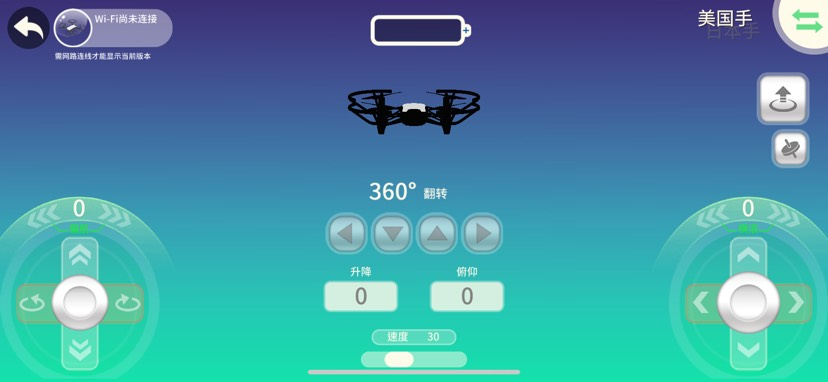 Wi-Fi尚未连接
需网路连线才能显示当前版本
美国手
日本手
360° 翻转
0
0
升降
俯仰
0
0
速度 30